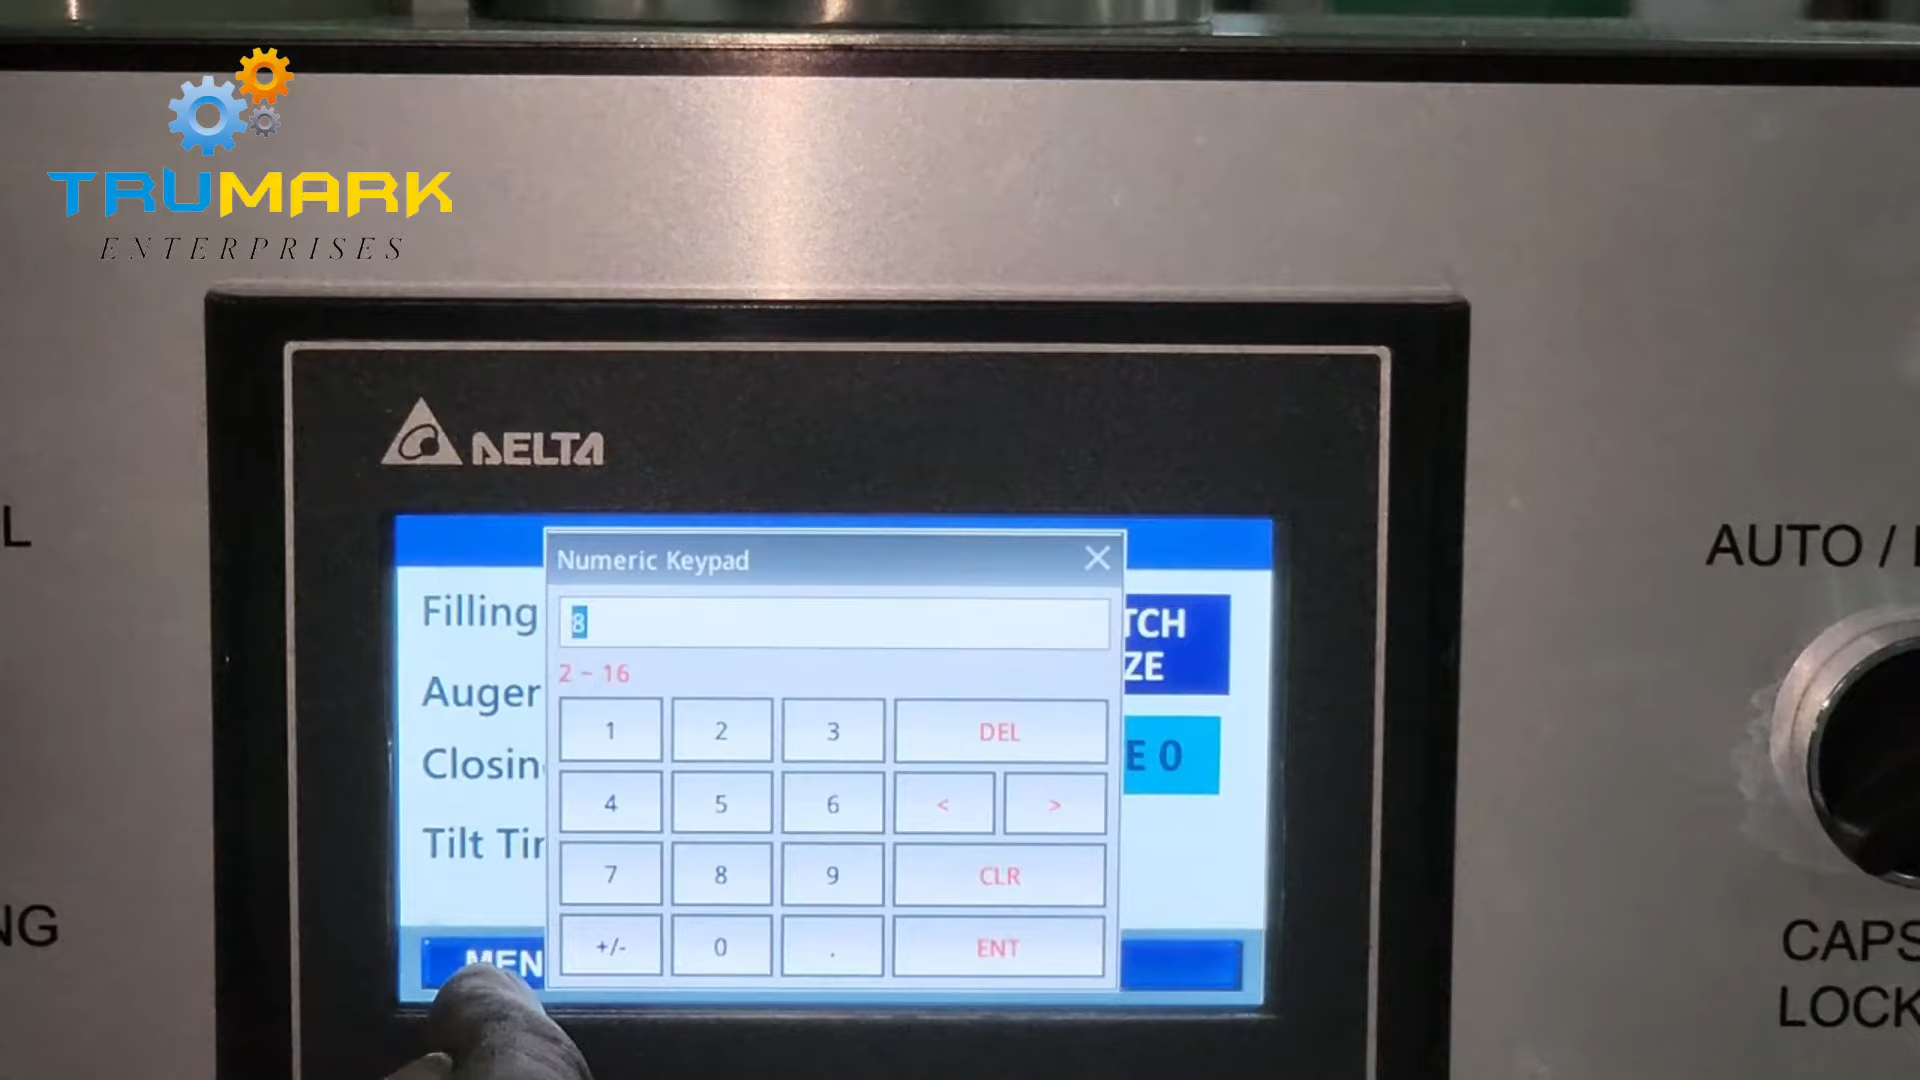 TRUMARK
ENTERPRISES
DELTA
Numeric Keypad
8
2 ~ 16
Filling
Auger
Closin
Tilt Tir
1 2 3 DEL
4 5 6 < >
7 8 9 CLR
+/- 0 . ENT
TCH
ZE
E 0
MEN
L
NG
AUTO /
CAPS
LOCK